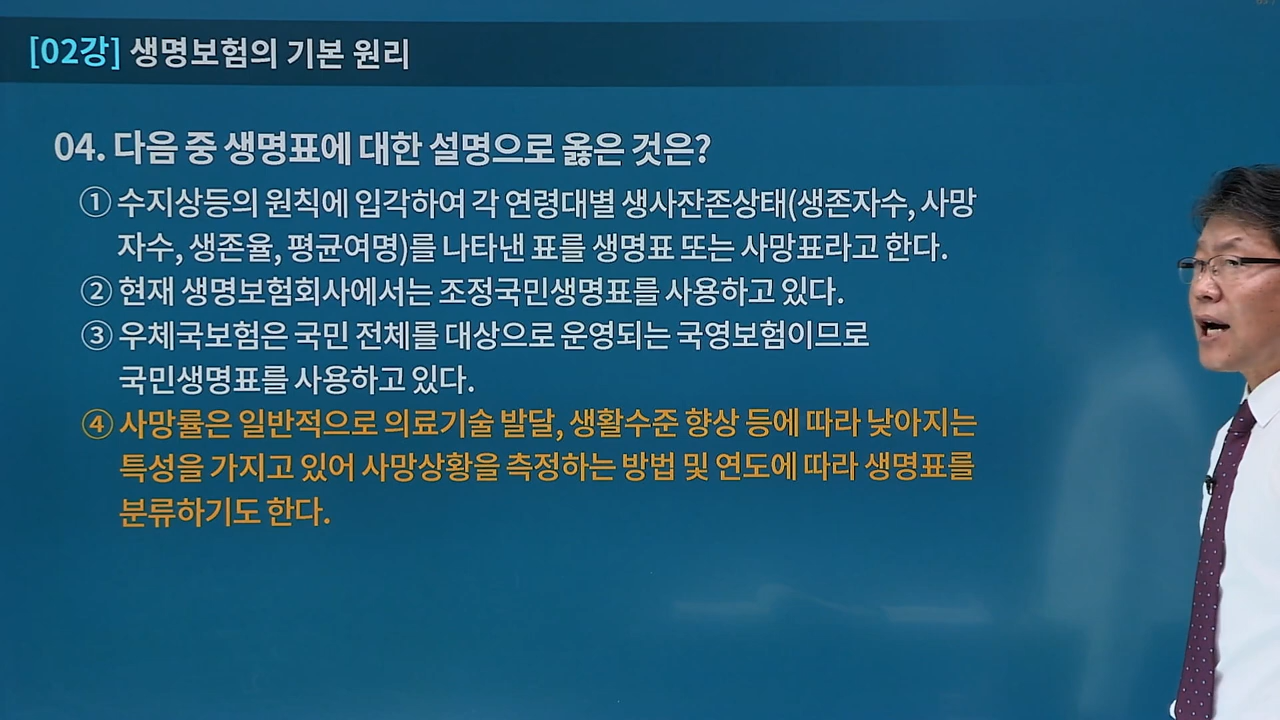 [02강] 생명보험의 기본 원리
04. 다음 중 생명표에 대한 설명으로 옳은 것은?
① 수지상등의 원칙에 입각하여 각 연령대별 생사잔존상태(생존자수, 사망
자수, 생존율, 평균여명)를 나타낸 표를 생명표 또는 사망표라고 한다.
② 현재 생명보험회사에서는 조정국민생명표를 사용하고 있다.
③ 우체국보험은 국민 전체를 대상으로 운영되는 국영보험이므로
국민생명표를 사용하고 있다.
④ 사망률은 일반적으로 의료기술 발달, 생활수준 향상 등에 따라 낮아지는
특성을 가지고 있어 사망상황을 측정하는 방법 및 연도에 따라 생명표를
분류하기도 한다.